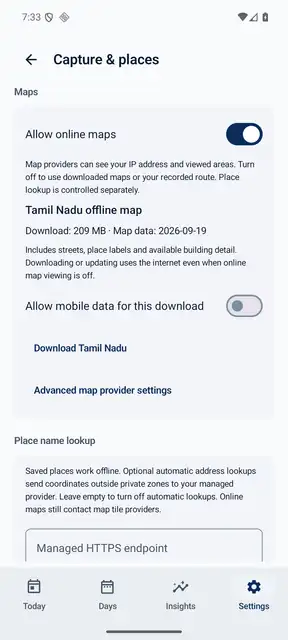 7:33
Capture & places
Maps
Allow online maps
Map providers can see your IP address and viewed areas. Turn
off to use downloaded maps or your recorded route. Place
lookup is controlled separately.
Tamil Nadu offline map
Download: 209 MB · Map data: 2026-09-19
Includes streets, place labels and available building detail.
Downloading or updating uses the internet even when online
map viewing is off.
Allow mobile data for this download
Download Tamil Nadu
Advanced map provider settings
Place name lookup
Saved places work offline. Optional automatic address lookups
send coordinates outside private zones to your managed
provider. Leave empty to turn off automatic lookups. Online
maps still contact map tile providers.
Managed HTTPS endpoint
Today
Days
Insights
Settings